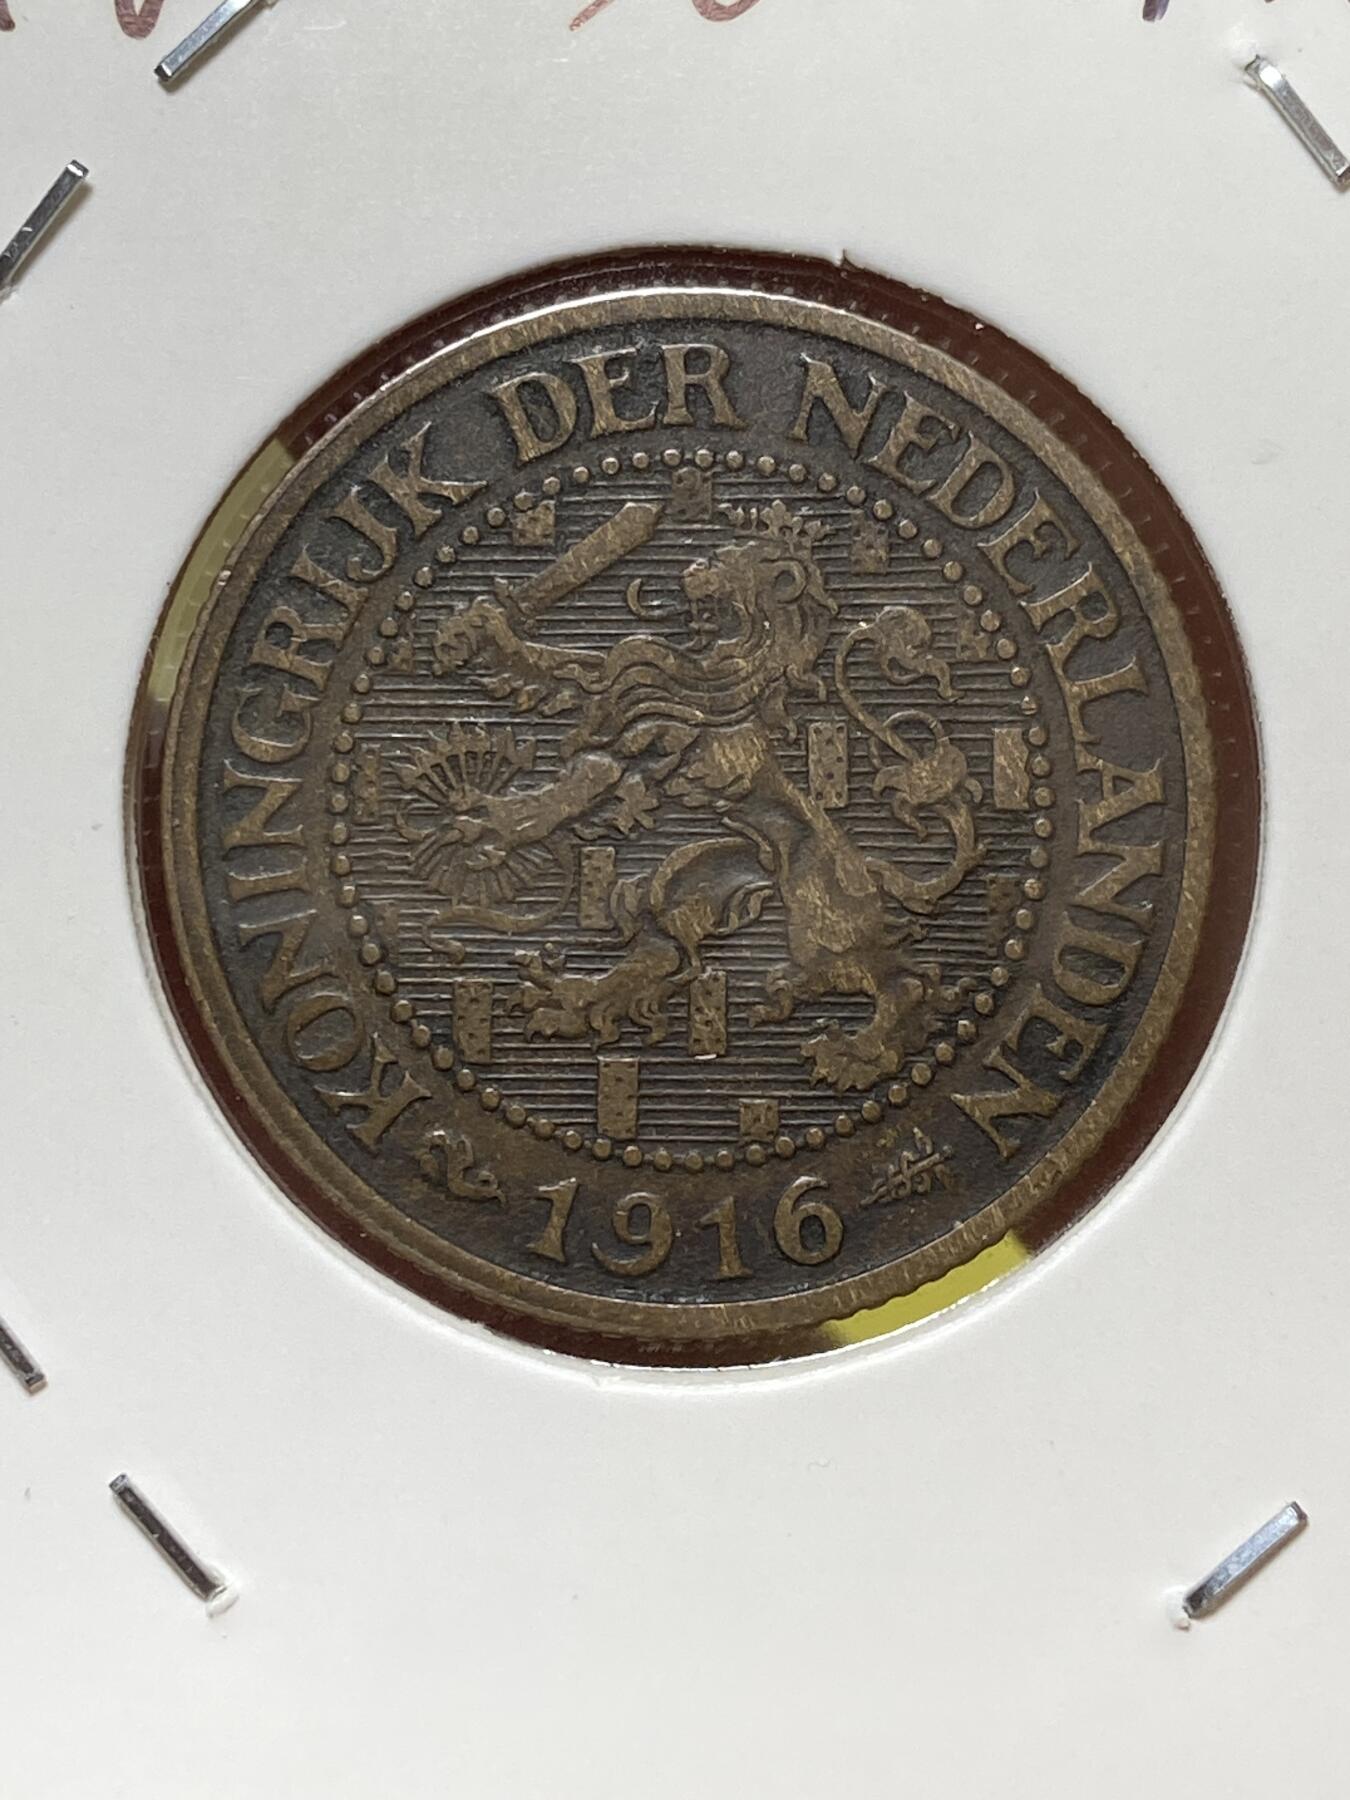 KONINGRIJK DER NEDERLANDEN
1916